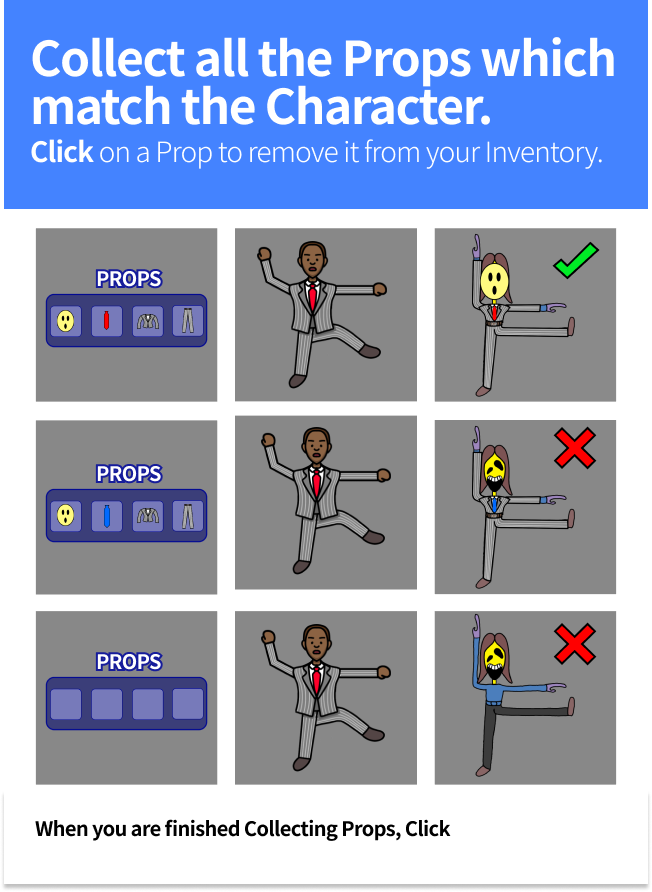 Collect all the Props which
match the Character.
Click on a Prop to remove it from your Inventory.
PROPS
PROPS
PROPS
When you are finished Collecting Props, Click